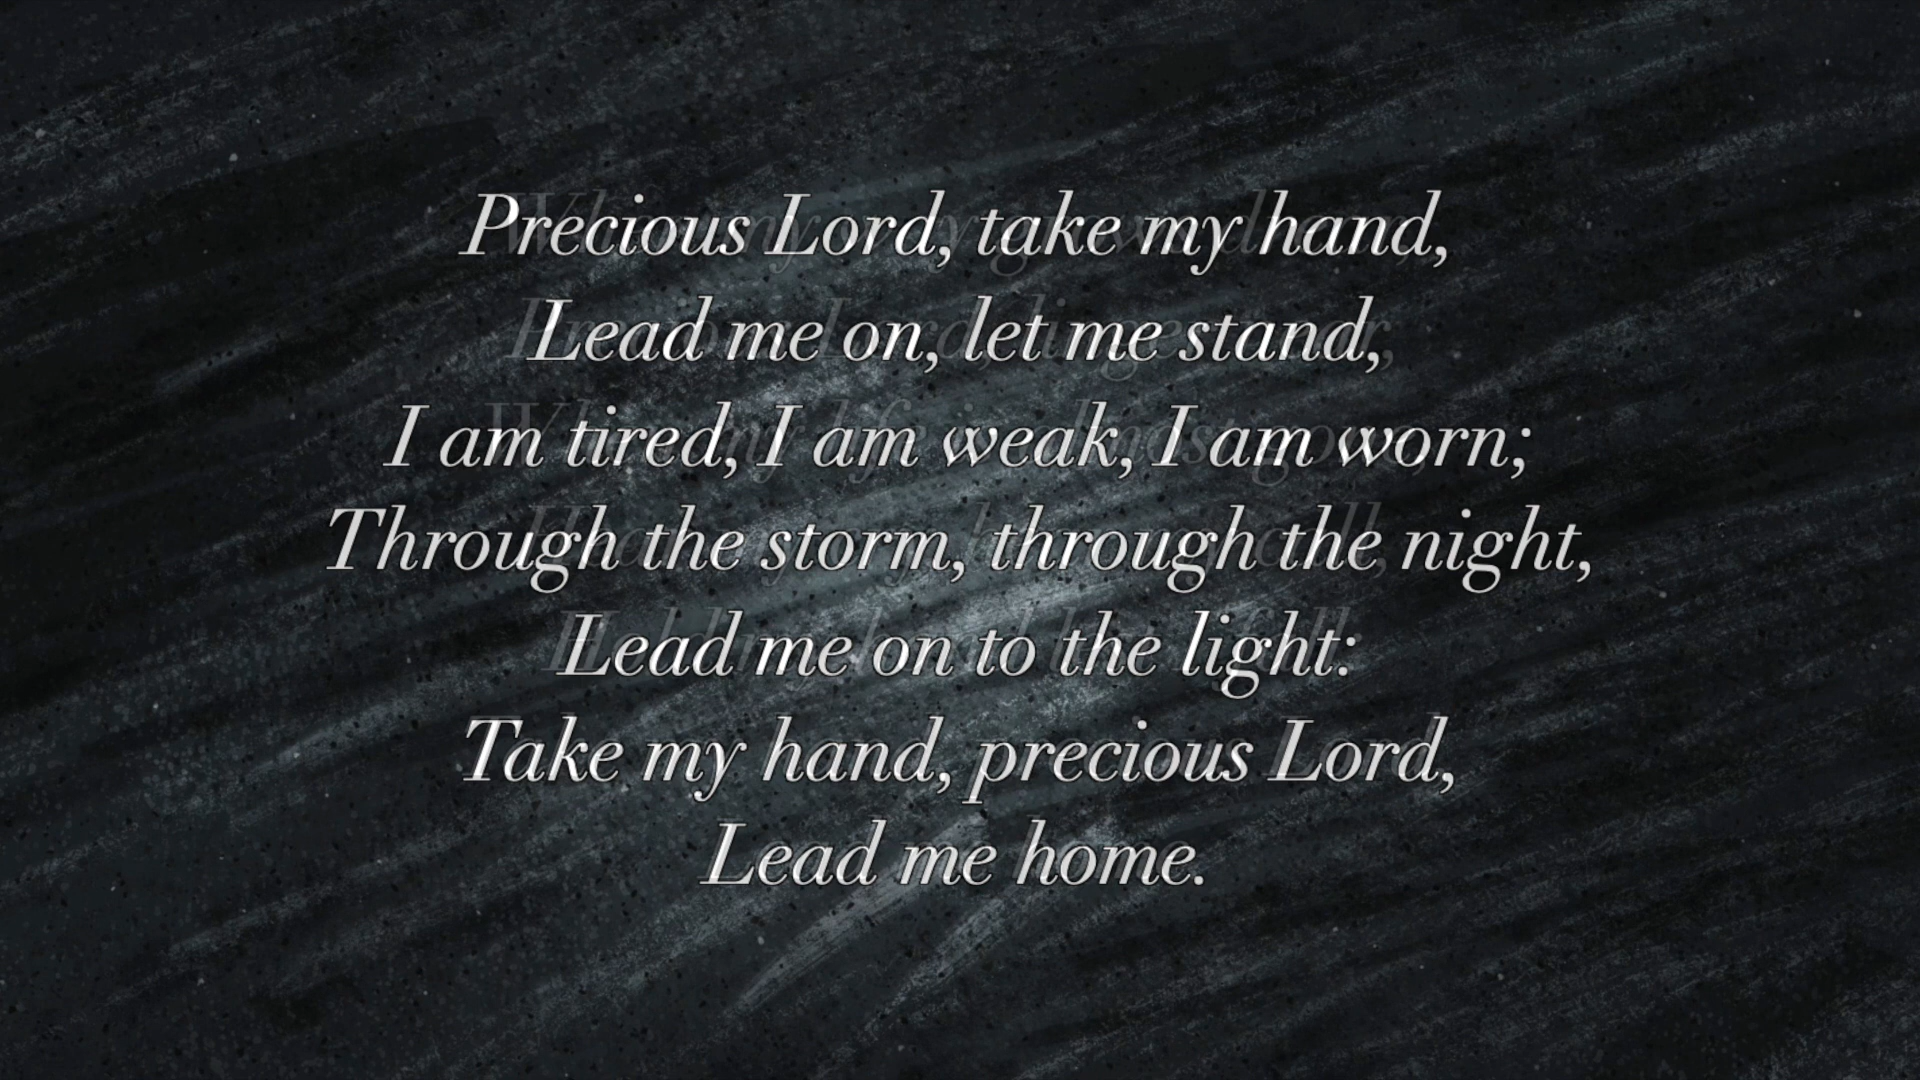 Precious Lord, take my hand,
Lead me on, let me stand,
I am tired, I am weak, I am worn;
Through the storm, through the night,
Lead me on to the light:
Take my hand, precious Lord,
Lead me home.